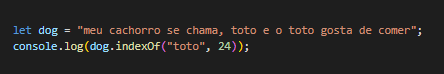 let dog = "meu cachorro se chama, toto e o toto gosta de comer";
console.log(dog.indexOf("toto", 24));